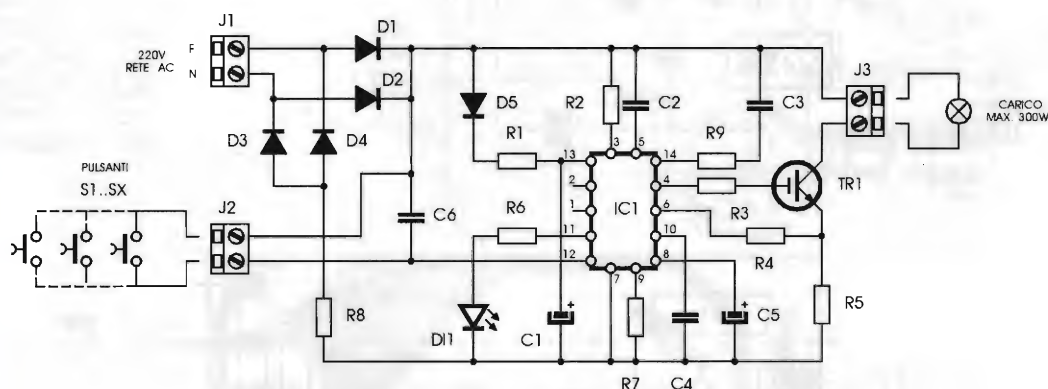 J1
220V
RETE AC
F
N
D1
D2
D3
D4
D5
R1
R2
C2
C3
R9
J3
CARICO
MAX. 300W
PULSANTI
S1..SX
J2
C6
R6
13
2
1
11
12
3
5
IC1
14
4
6
10
8
7
9
R3
TR1
R4
R5
R8
DI1
C1
+
R7
C4
+
C5